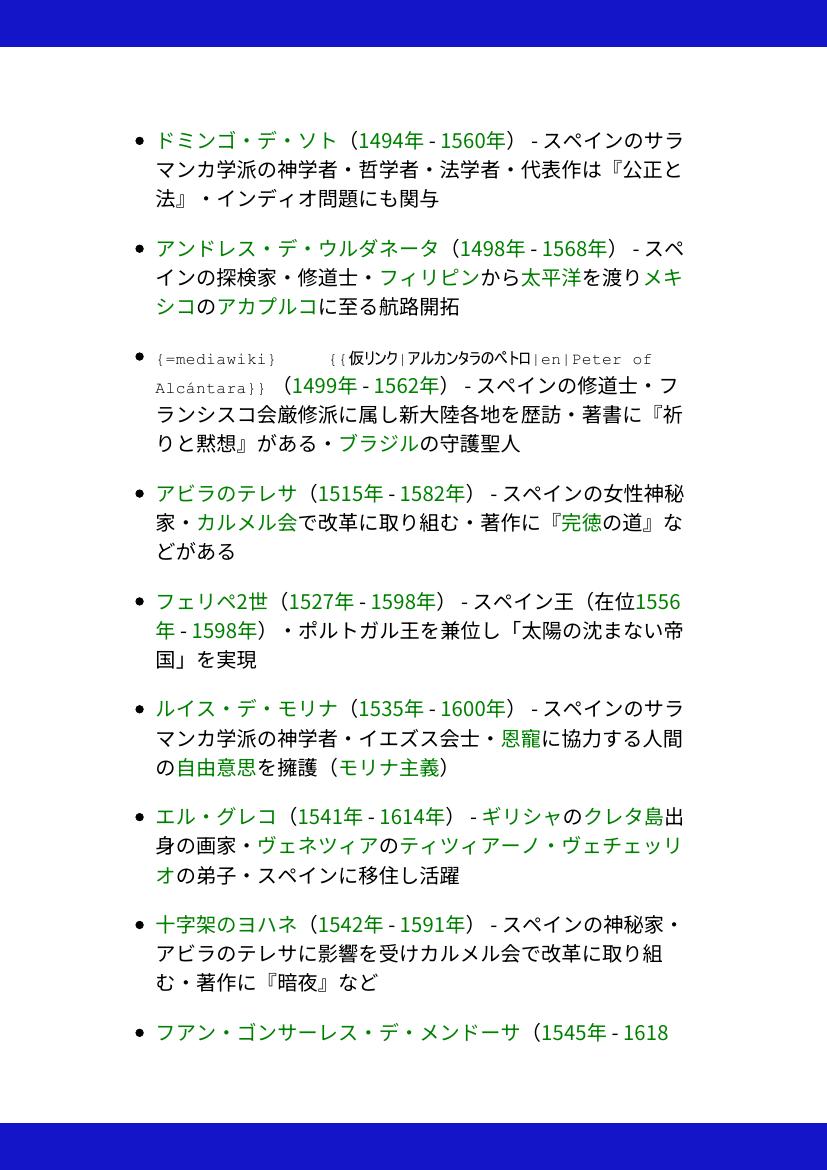 • ドミンゴ・デ・ソト（1494年 - 1560年） - スペインのサラ
マンカ学派の神学者・哲学者・法学者・代表作は『公正と
法』・インディオ問題にも関与
• アンドレス・デ・ウルダネータ（1498年 - 1568年） - スペ
インの探検家・修道士・フィリピンから太平洋を渡りメキ
シコのアカプルコに至る航路開拓
• {=mediawiki} {{仮リンク|アルカンタラのペトロ|en|Peter of
Alcántara}} （1499年 - 1562年） - スペインの修道士・フ
ランシスコ会厳修派に属し新大陸各地を歴訪・著書に『祈
りと黙想』がある・ブラジルの守護聖人
• アビラのテレサ（1515年 - 1582年） - スペインの女性神秘
家・カルメル会で改革に取り組む・著作に『完徳の道』な
どがある
• フェリペ2世（1527年 - 1598年） - スペイン王（在位1556
年 - 1598年）・ポルトガル王を兼位し「太陽の沈まない帝
国」を実現
• ルイス・デ・モリナ（1535年 - 1600年） - スペインのサラ
マンカ学派の神学者・イエズス会士・恩寵に協力する人間
の自由意思を擁護（モリナ主義）
• エル・グレコ（1541年 - 1614年） - ギリシャのクレタ島出
身の画家・ヴェネツィアのティツィアーノ・ヴェチェッリ
オの弟子・スペインに移住し活躍
• 十字架のヨハネ（1542年 - 1591年） - スペインの神秘家・
アビラのテレサに影響を受けカルメル会で改革に取り組
む・著作に『暗夜』など
• フアン・ゴンサーレス・デ・メンドーサ（1545年 - 1618